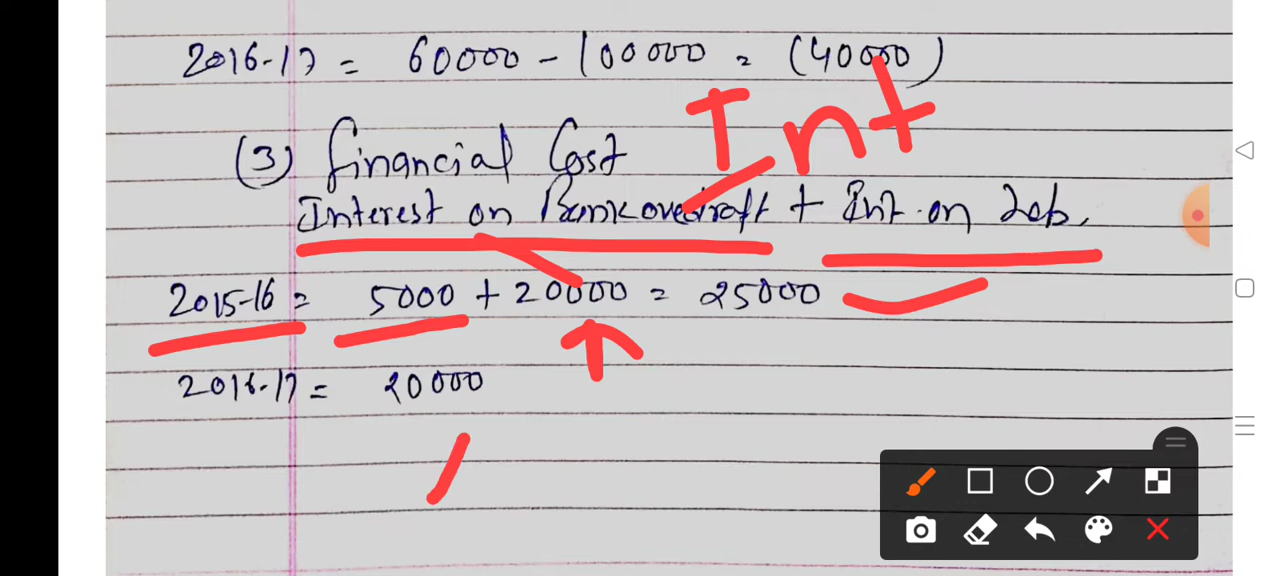 2016-17 = 60000 - 100000 = (40000)
Int
(3) Financial Cost
Interest on Bank overdraft + Int. on Deb.
2015-16 = 5000 + 20000 = 25000
2016-17 = 20000